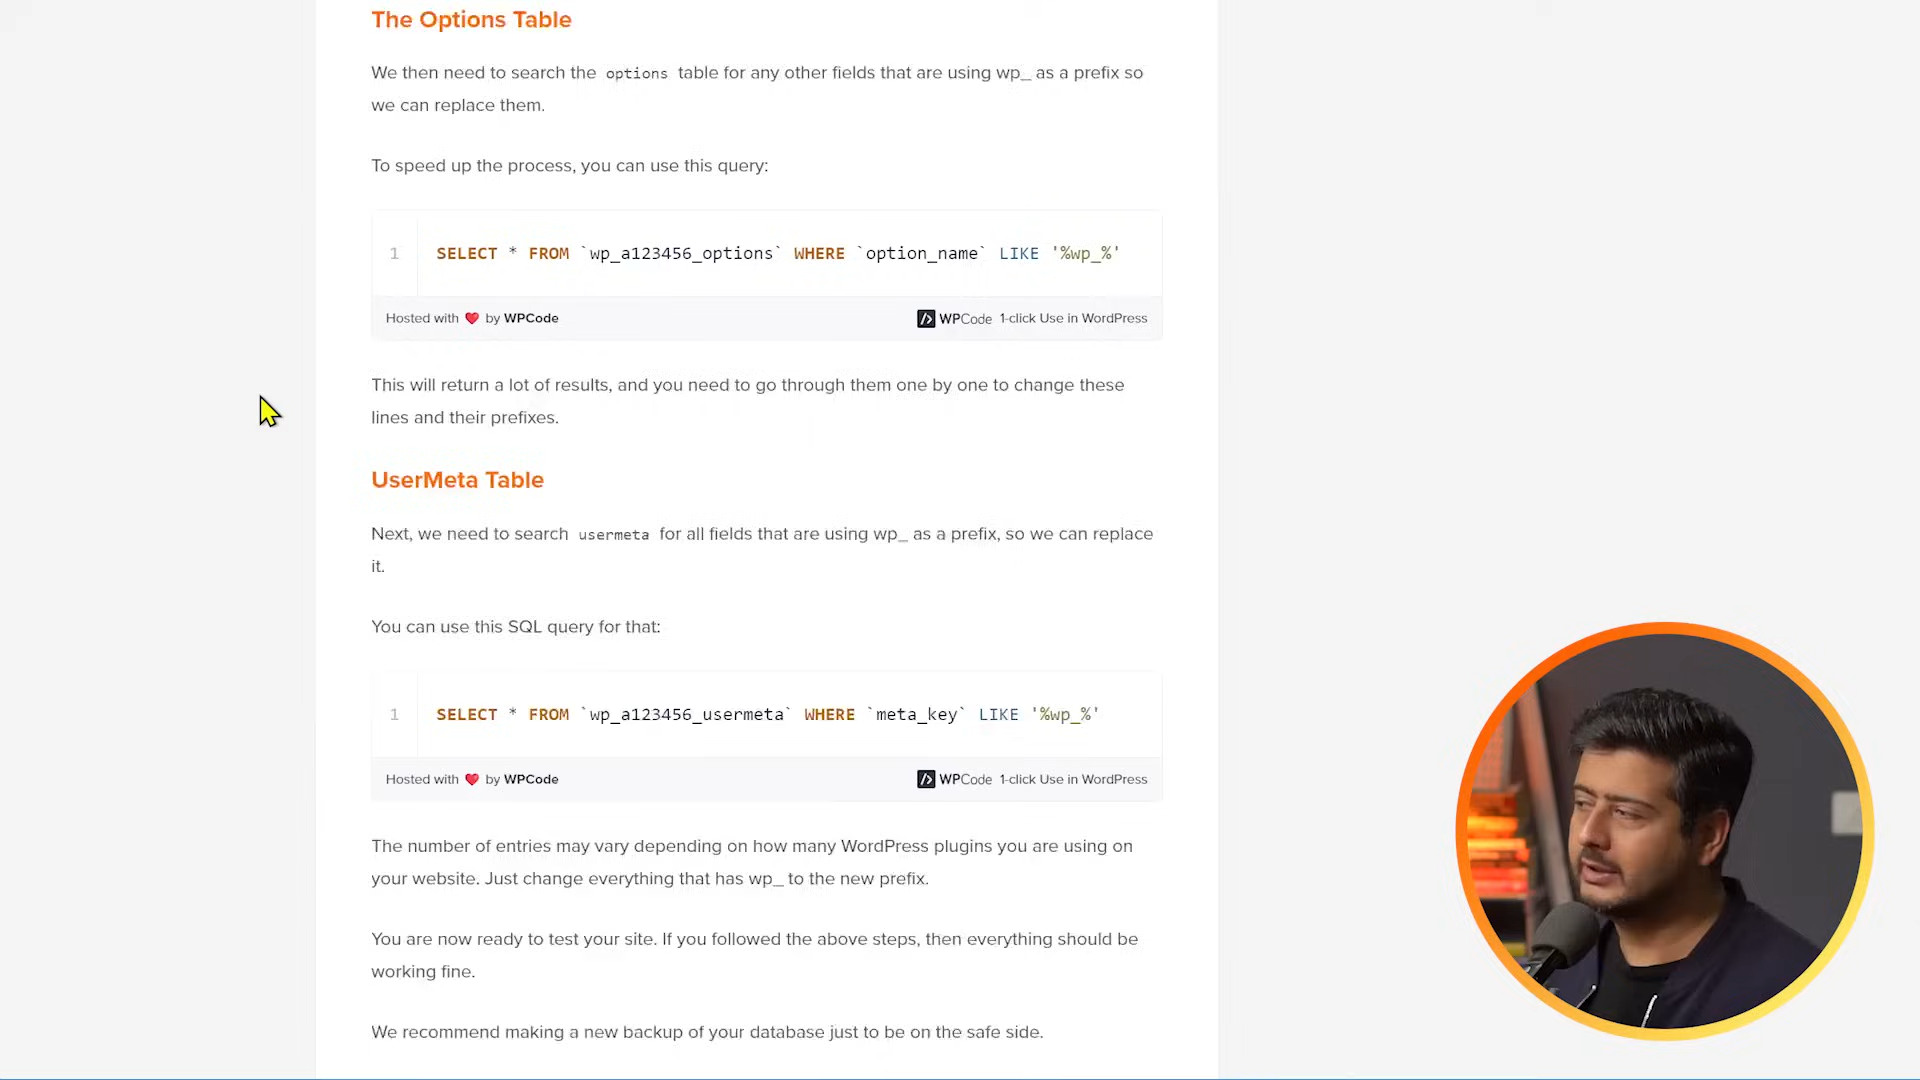 The Options Table
We then need to search the options table for any other fields that are using wp_ as a prefix so
we can replace them.
To speed up the process, you can use this query:
1 SELECT * FROM `wp_a123456_options` WHERE `option_name` LIKE '%wp_%'
Hosted with ❤️ by WPCode WPCode 1-click Use in WordPress
This will return a lot of results, and you need to go through them one by one to change these
lines and their prefixes.
UserMeta Table
Next, we need to search usermeta for all fields that are using wp_ as a prefix, so we can replace
it.
You can use this SQL query for that:
1 SELECT * FROM `wp_a123456_usermeta` WHERE `meta_key` LIKE '%wp_%'
Hosted with ❤️ by WPCode WPCode 1-click Use in WordPress
The number of entries may vary depending on how many WordPress plugins you are using on
your website. Just change everything that has wp_ to the new prefix.
You are now ready to test your site. If you followed the above steps, then everything should be
working fine.
We recommend making a new backup of your database just to be on the safe side.